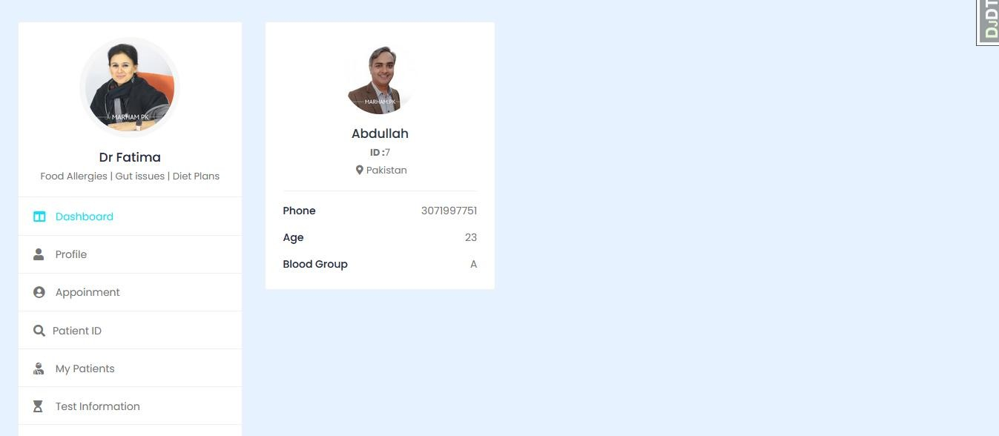 MARHAM.PK
Dr Fatima
Food Allergies | Gut issues | Diet Plans
Dashboard
Profile
Appoinment
Patient ID
My Patients
Test Information
MARHAM.PK
Abdullah
ID :7
Pakistan
Phone 3071997751
Age 23
Blood Group A
DJDT